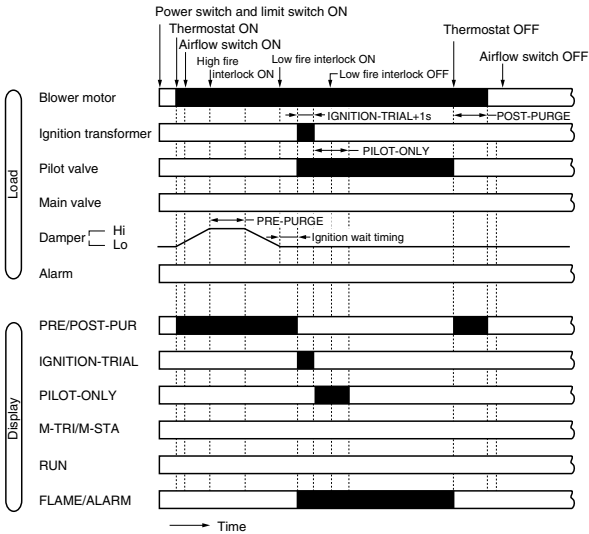 Power switch and limit switch ON
Thermostat ON
Thermostat OFF
Airflow switch ON
Airflow switch OFF
High fire
interlock ON
Low fire interlock ON
Low fire interlock OFF
Load
Blower motor
IGNITION-TRIAL+1s
POST-PURGE
Ignition transformer
PILOT-ONLY
Pilot valve
Main valve
PRE-PURGE
Damper
Hi
Lo
Ignition wait timing
Alarm
Display
PRE/POST-PUR
IGNITION-TRIAL
PILOT-ONLY
M-TRI/M-STA
RUN
FLAME/ALARM
Time